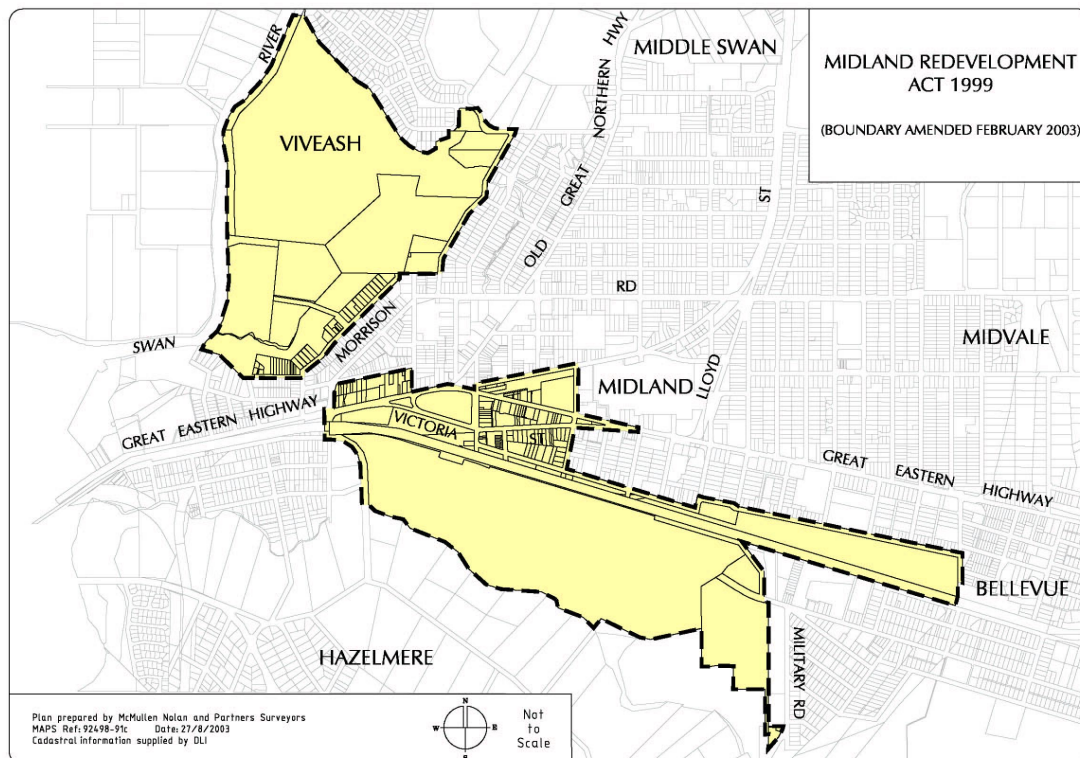 MIDLAND REDEVELOPMENT
ACT 1999
(BOUNDARY AMENDED FEBRUARY 2003)
MIDDLE SWAN
RIVER
GREAT NORTHERN HWY
VIVEASH
OLD
ST
RD
MORRISON
SWAN
MIDVALE
MIDLAND
LLOYD
GREAT EASTERN HIGHWAY
VICTORIA
ST
GREAT EASTERN HIGHWAY
BELLEVUE
HAZELMERE
MILITARY RD
Plan prepared by McMullen Nolan and Partners Surveyors
MAPS Ref: 92498-91c Date: 27/8/2003
Cadastral information supplied by DLI
N
W E
S
Not
to
Scale